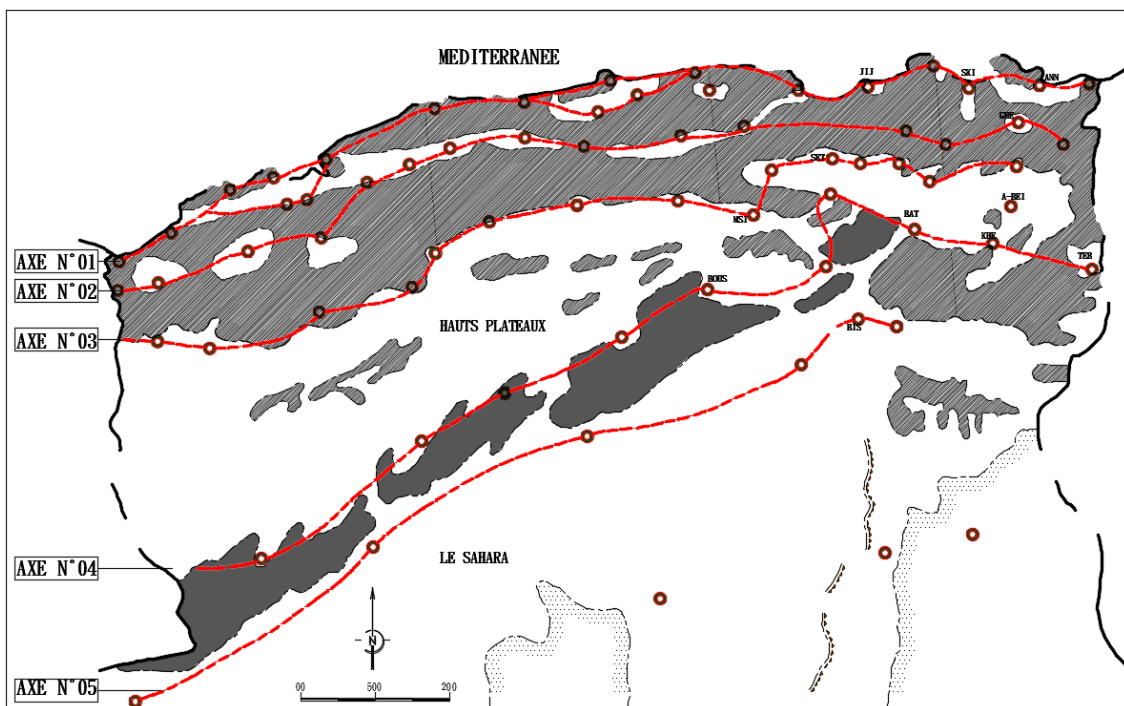 MEDITERRANEE
JIJ
SKI
ANN
GUE
SET
A-BEI
MSI
BAT
KHE
TEB
AXE N°01
AXE N°02
BOUS
HAUTS PLATEAUX
BIS
AXE N°03
LE SAHARA
AXE N°04
N
AXE N°05
00 500 200